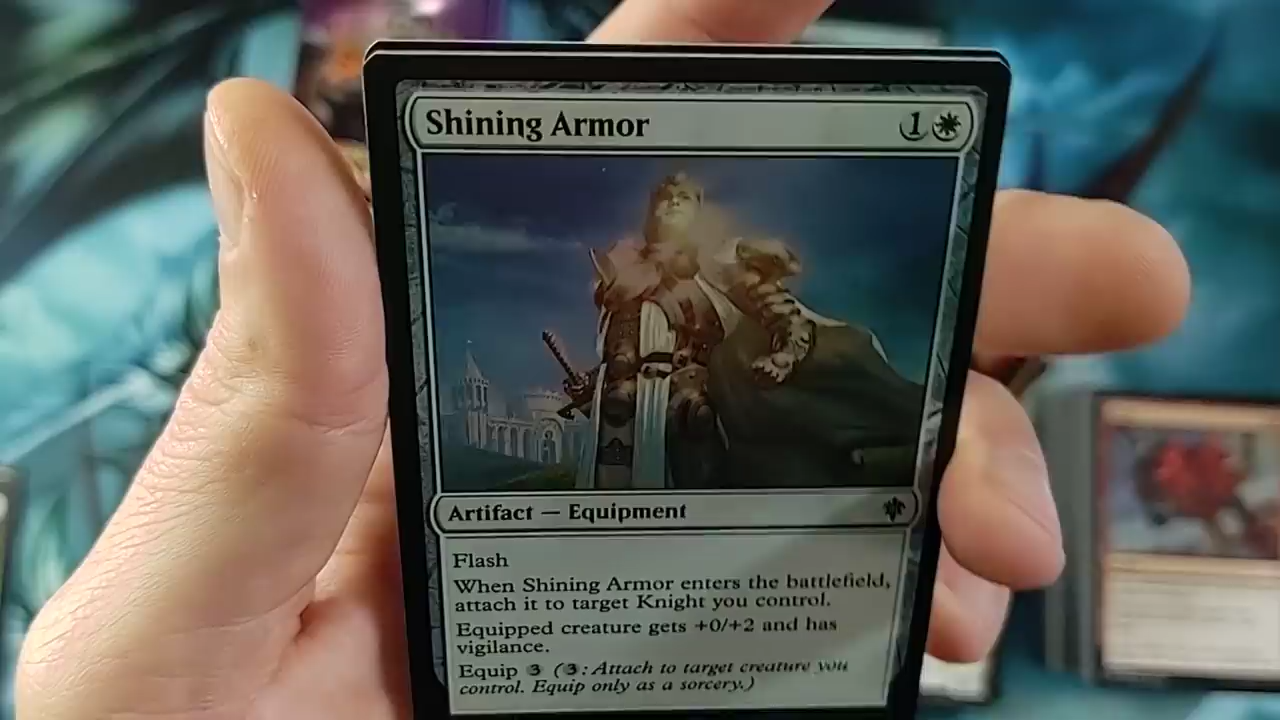 Shining Armor 1
Artifact — Equipment
Flash
When Shining Armor enters the battlefield,
attach it to target Knight you control.
Equipped creature gets +0/+2 and has
vigilance.
Equip 3 (3: Attach to target creature you
control. Equip only as a sorcery.)